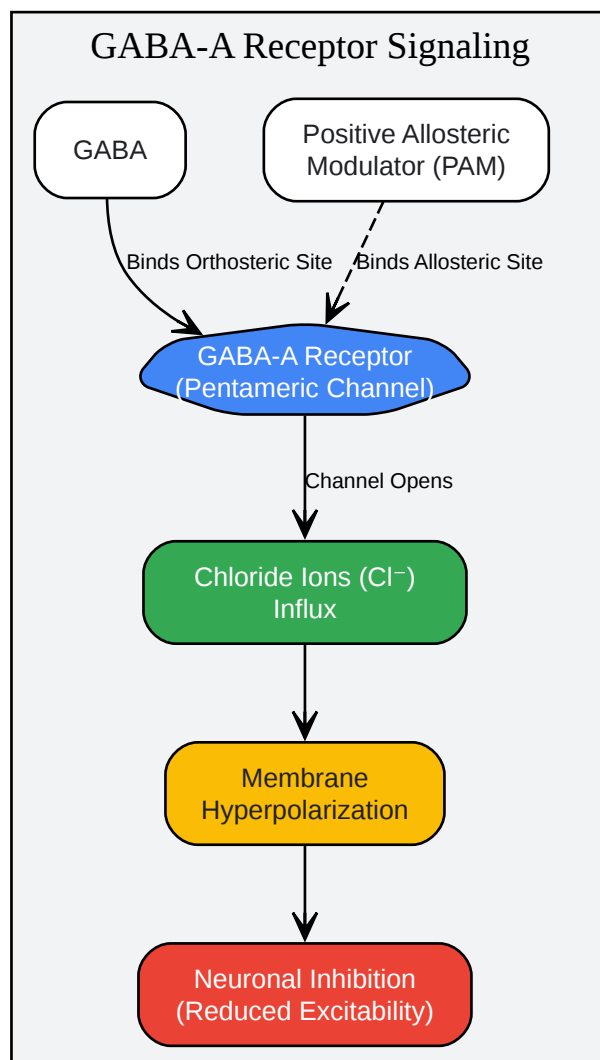 GABA-A Receptor Signaling
GABA
Positive Allosteric
Modulator (PAM)
Binds Orthosteric Site
Binds Allosteric Site
GABA-A Receptor
(Pentameric Channel)
Channel Opens
Chloride Ions (Cl⁻)
Influx
Membrane
Hyperpolarization
Neuronal Inhibition
(Reduced Excitability)